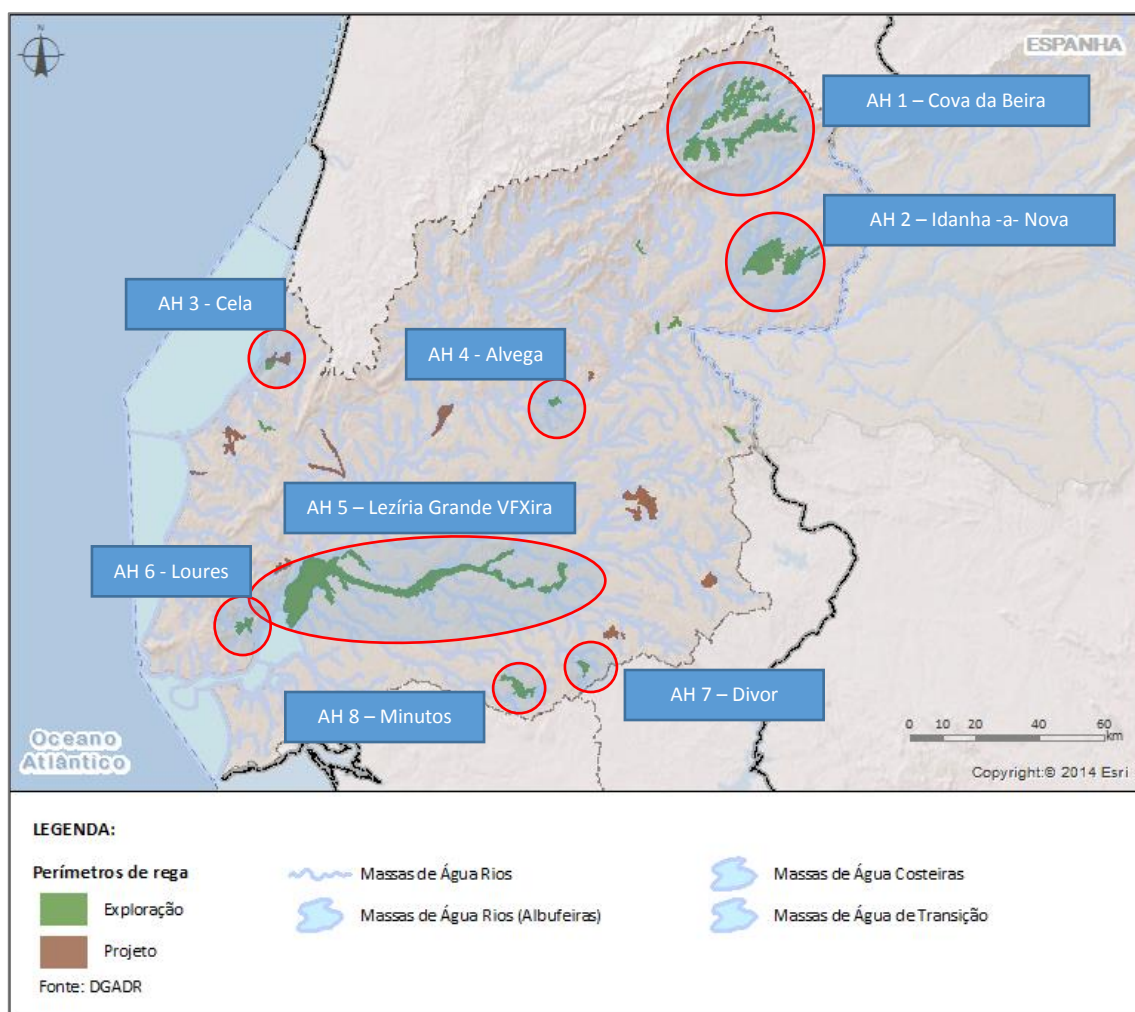 N
ESPANHA
AH 1 – Cova da Beira
AH 2 – Idanha -a- Nova
AH 3 - Cela
AH 4 - Alvega
AH 5 – Lezíria Grande VFXira
AH 6 - Loures
AH 7 – Divor
AH 8 – Minutos
Oceano
Atlântico
0 10 20 40 60
km
Copyright:© 2014 Esri
LEGENDA:
Perímetros de rega
Exploração
Projeto
Fonte: DGADR
Massas de Água Rios
Massas de Água Rios (Albufeiras)
Massas de Água Costeiras
Massas de Água de Transição